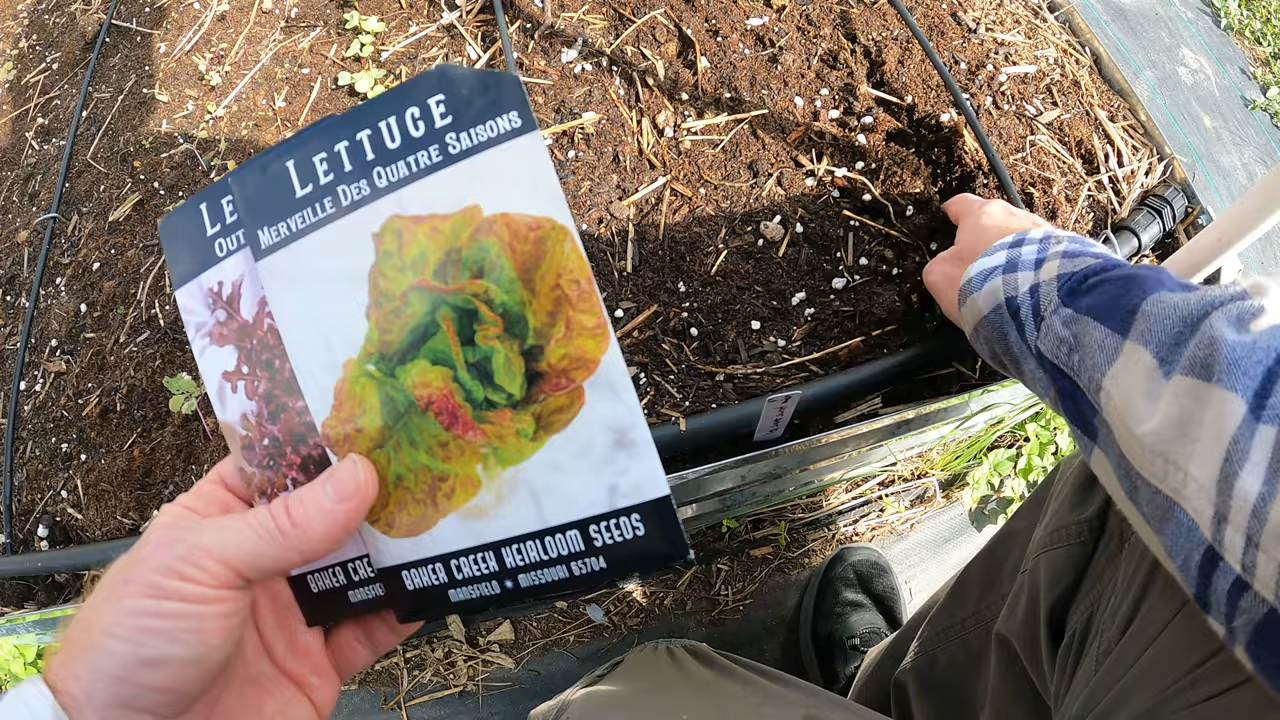 LETTUCE
MERVEILLE DES QUATRE SAISONS
BAKER CREEK HEIRLOOM SEEDS
MANSFIELD * MISSOURI 65704
LE
OUT
BAKER CRE
MANSFIE